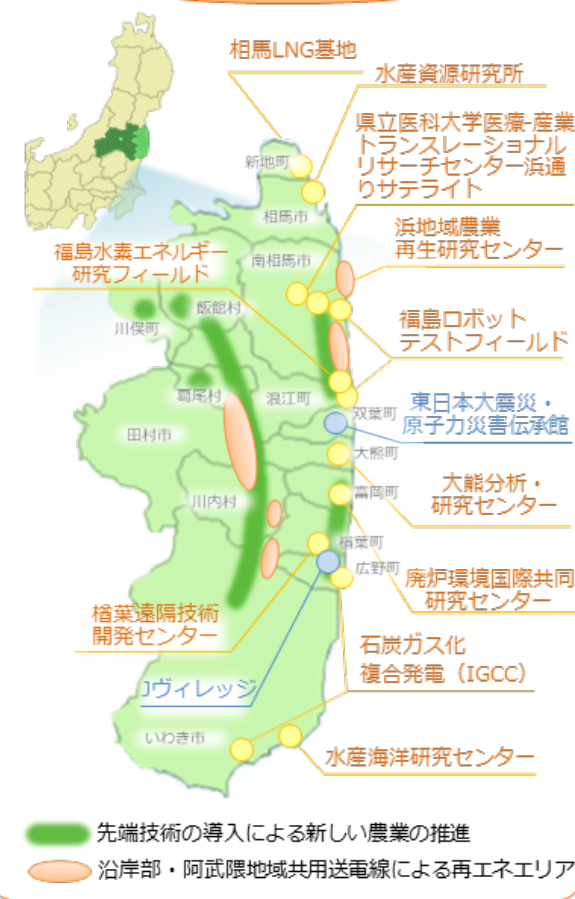 相馬LNG基地
水産資源研究所
県立医科大学医療-産業
トランスレーショナル
リサーチセンター浜通
りサテライト
新地町
相馬市
浜地域農業
再生研究センター
福島水素エネルギー
研究フィールド
南相馬市
飯館村
川俣町
福島ロボット
テストフィールド
葛尾村
浪江町
双葉町
東日本大震災・
原子力災害伝承館
田村市
大熊町
大熊分析・
研究センター
富岡町
川内村
楢葉町
広野町
廃炉環境国際共同
研究センター
楢葉遠隔技術
開発センター
石炭ガス化
複合発電（IGCC）
Jヴィレッジ
いわき市
水産海洋研究センター
先端技術の導入による新しい農業の推進
沿岸部・阿武隈地域共用送電線による再エネエリア